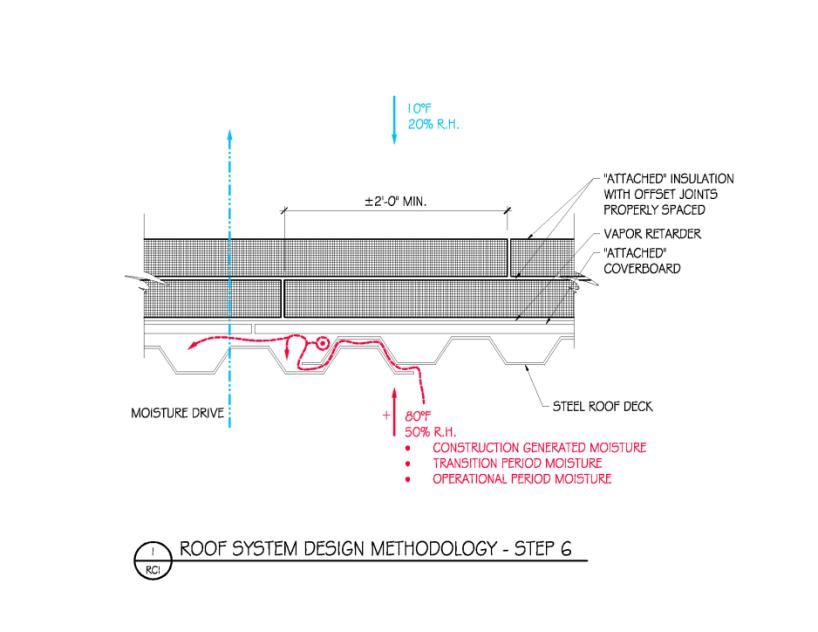 10°F
20% R.H.
±2'-0" MIN.
"ATTACHED" INSULATION
WITH OFFSET JOINTS
PROPERLY SPACED
VAPOR RETARDER
"ATTACHED"
COVERBOARD
MOISTURE DRIVE
STEEL ROOF DECK
+ 80°F
50% R.H.
• CONSTRUCTION GENERATED MOISTURE
• TRANSITION PERIOD MOISTURE
• OPERATIONAL PERIOD MOISTURE
1
RCI
ROOF SYSTEM DESIGN METHODOLOGY - STEP 6